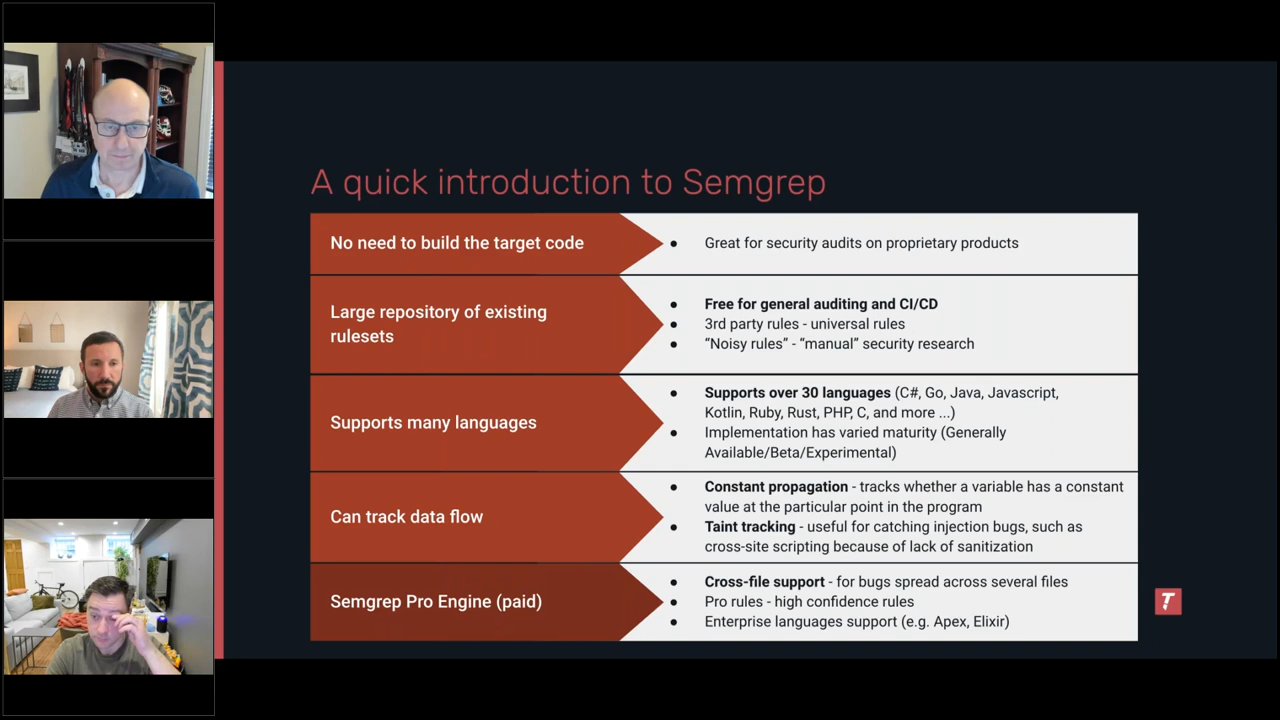 A quick introduction to Semgrep
No need to build the target code
● Great for security audits on proprietary products
Large repository of existing
rulesets
● Free for general auditing and CI/CD
● 3rd party rules - universal rules
● “Noisy rules” - “manual” security research
Supports many languages
● Supports over 30 languages (C#, Go, Java, Javascript,
Kotlin, Ruby, Rust, PHP, C, and more ...)
● Implementation has varied maturity (Generally
Available/Beta/Experimental)
Can track data flow
● Constant propagation - tracks whether a variable has a constant
value at the particular point in the program
● Taint tracking - useful for catching injection bugs, such as
cross-site scripting because of lack of sanitization
Semgrep Pro Engine (paid)
● Cross-file support - for bugs spread across several files
● Pro rules - high confidence rules
● Enterprise languages support (e.g. Apex, Elixir)
T